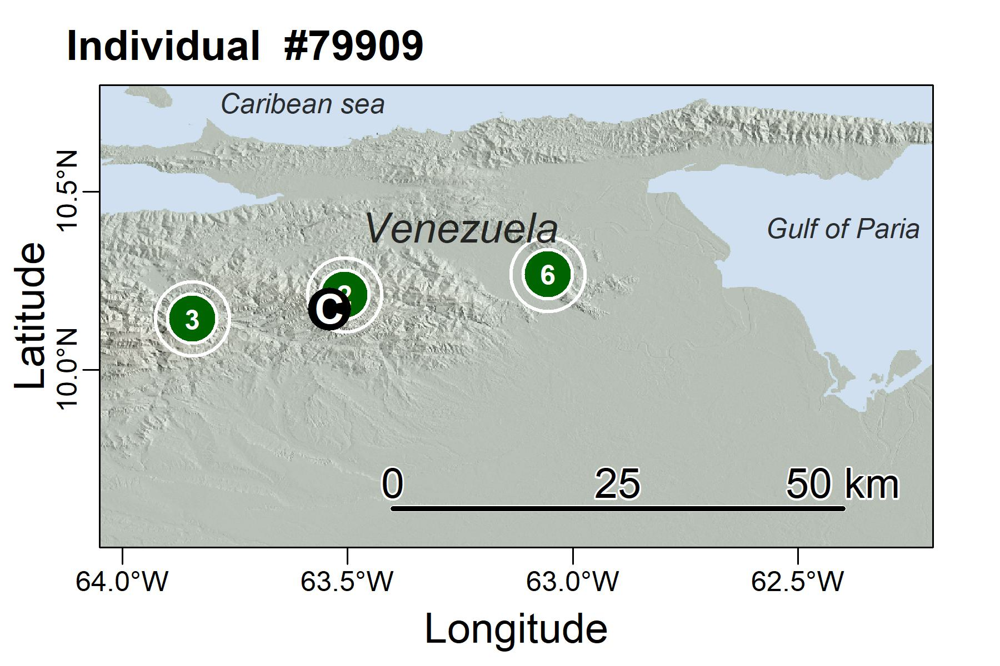 Individual #79909
Caribean sea
Venezuela
Gulf of Paria
6
2
C
3
10.5°N
10.0°N
Latitude
0 25 50 km
64.0°W 63.5°W 63.0°W 62.5°W
Longitude